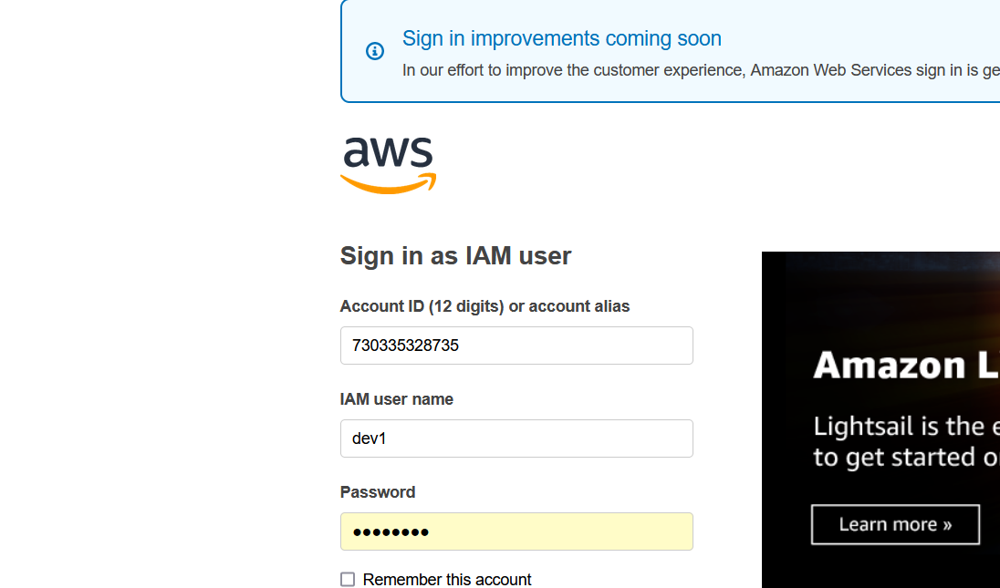 Sign in improvements coming soon
In our effort to improve the customer experience, Amazon Web Services sign in is ge
aws
Sign in as IAM user
Account ID (12 digits) or account alias
730335328735
IAM user name
dev1
Password
••••••••
Remember this account
Amazon L
Lightsail is the e
to get started o
Learn more »